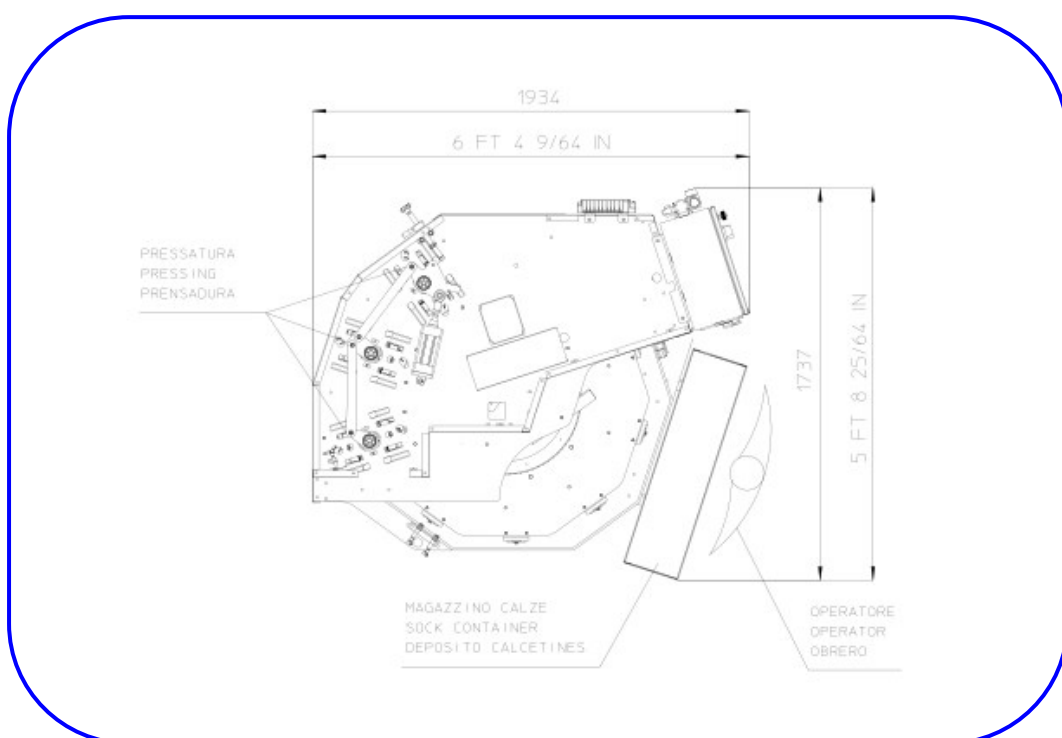 1934
6 FT 4 9/64 IN
PRESSATURA
PRESSING
PRENSADURA
1737
5 FT 8 25/64 IN
MAGAZZINO CALZE
SOCK CONTAINER
DEPOSITO CALCETINES
OPERATORE
OPERATOR
OBRERO